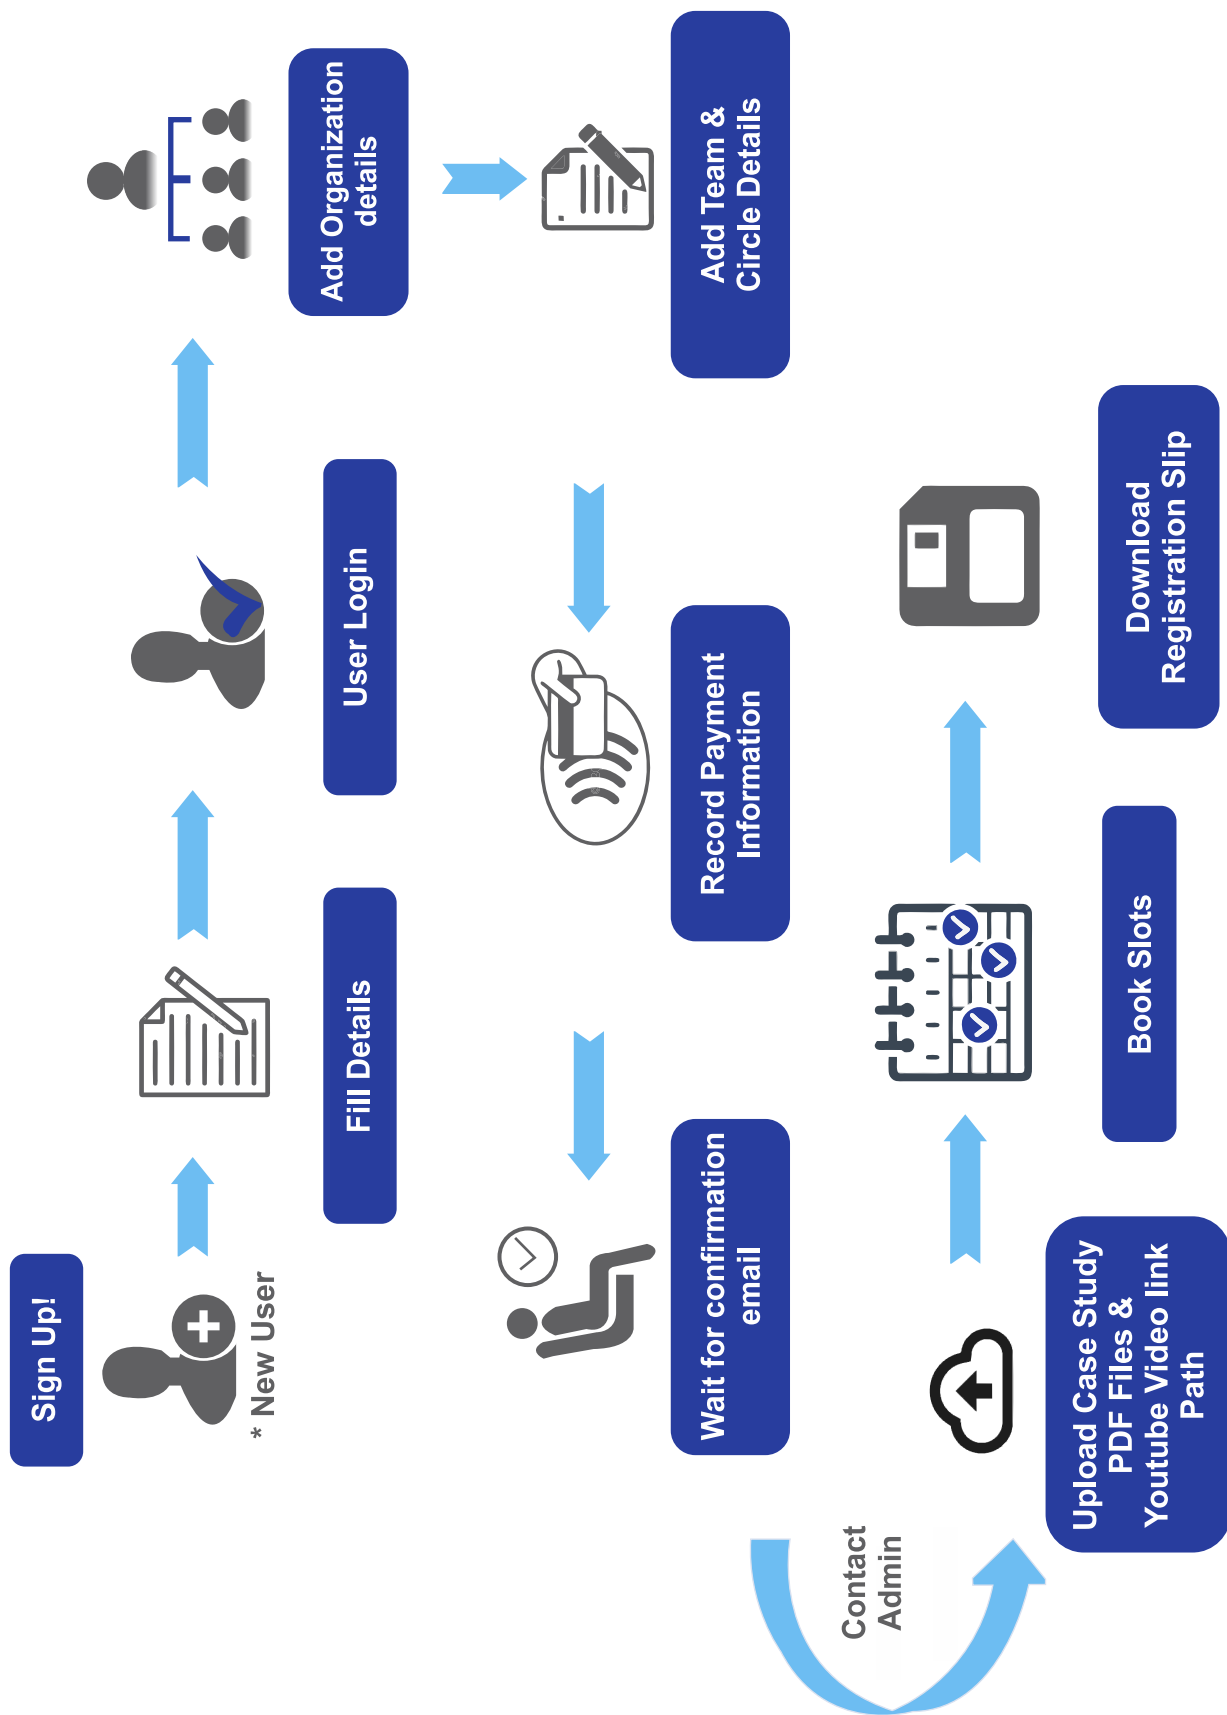 Sign Up!
* New User
Fill Details
User Login
Add Organization
details
Add Team &
Circle Details
Record Payment
Information
Wait for confirmation
email
Contact
Admin
Upload Case Study
PDF Files &
Youtube Video link
Path
Book Slots
Download
Registration Slip